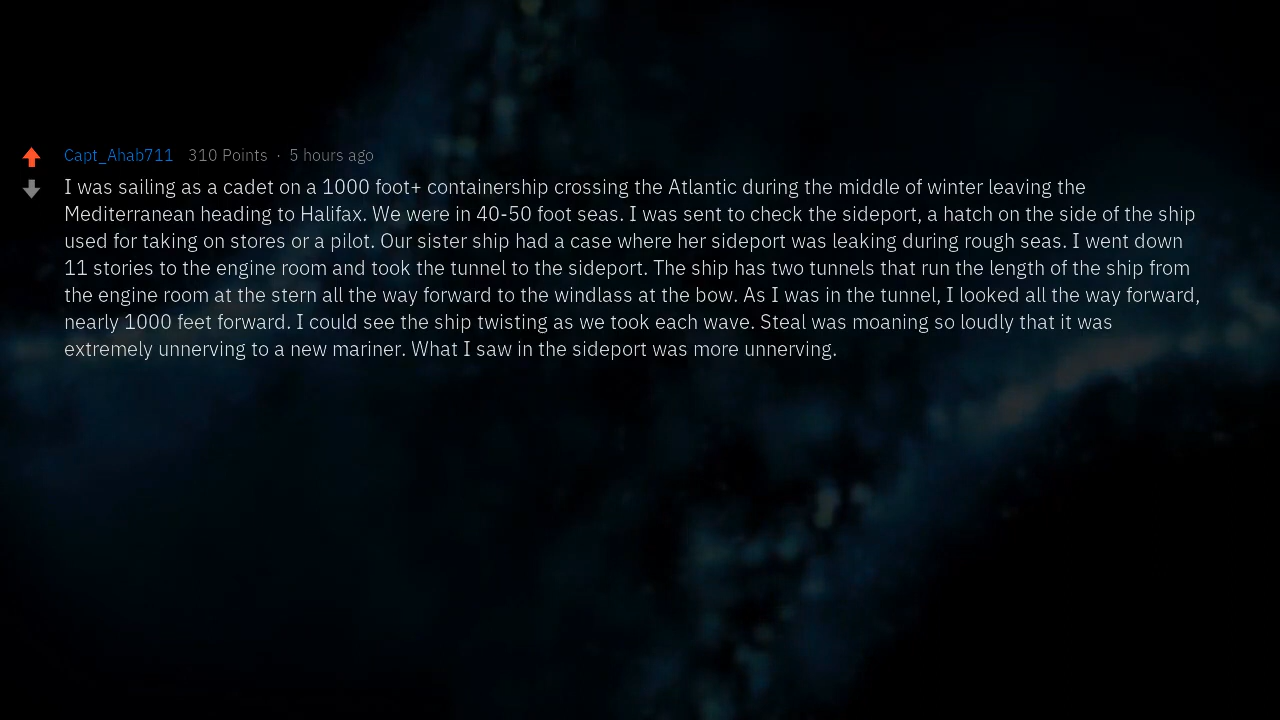 Capt_Ahab711 310 Points · 5 hours ago
I was sailing as a cadet on a 1000 foot+ containership crossing the Atlantic during the middle of winter leaving the
Mediterranean heading to Halifax. We were in 40-50 foot seas. I was sent to check the sideport, a hatch on the side of the ship
used for taking on stores or a pilot. Our sister ship had a case where her sideport was leaking during rough seas. I went down
11 stories to the engine room and took the tunnel to the sideport. The ship has two tunnels that run the length of the ship from
the engine room at the stern all the way forward to the windlass at the bow. As I was in the tunnel, I looked all the way forward,
nearly 1000 feet forward. I could see the ship twisting as we took each wave. Steal was moaning so loudly that it was
extremely unnerving to a new mariner. What I saw in the sideport was more unnerving.